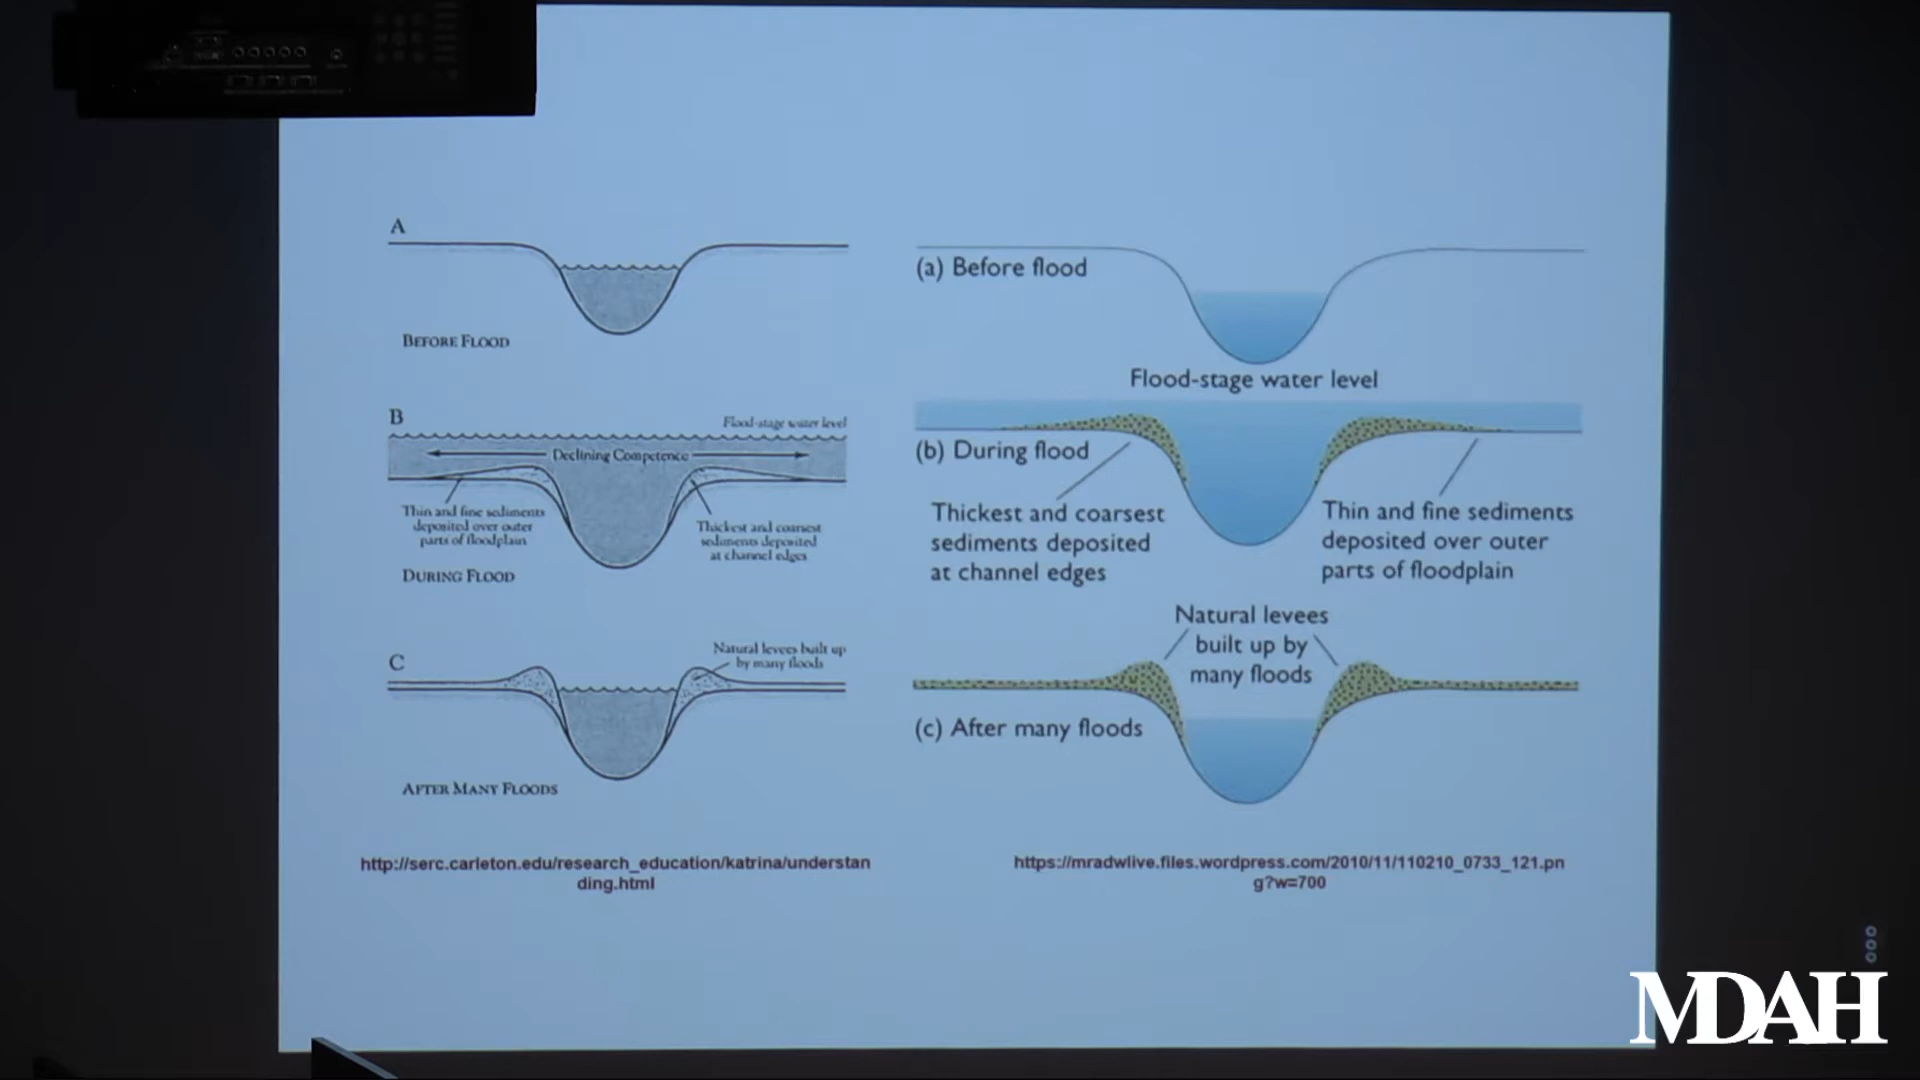 A
BEFORE FLOOD
B
Flood-stage water level
Declining Competence
Thin and fine sediments
deposited over outer
parts of floodplain
Thickest and coarsest
sediments deposited
at channel edges
DURING FLOOD
C
Natural levees built up
by many floods
AFTER MANY FLOODS
http://serc.carleton.edu/research_education/katrina/understan
ding.html
(a) Before flood
Flood-stage water level
(b) During flood
Thickest and coarsest
sediments deposited
at channel edges
Thin and fine sediments
deposited over outer
parts of floodplain
Natural levees
built up by
many floods
(c) After many floods
https://mradwlive.files.wordpress.com/2010/11/110210_0733_121.pn
g?w=700
MDAH